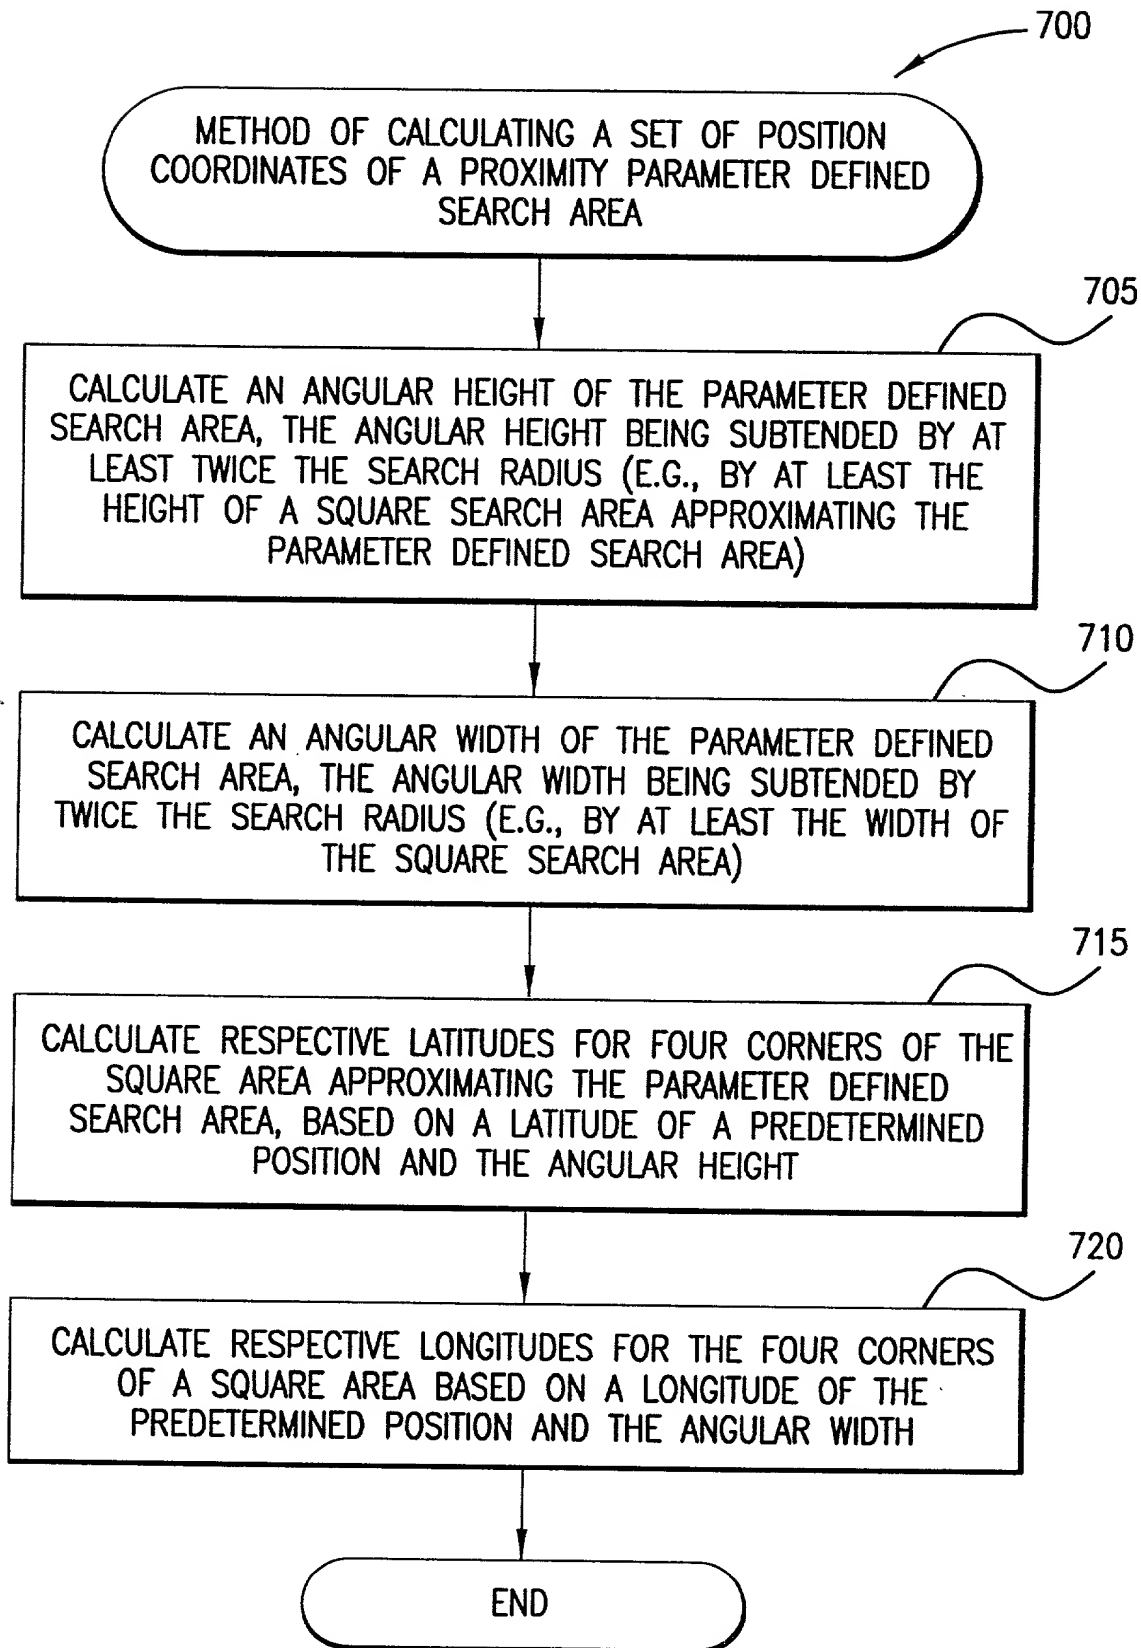 700
METHOD OF CALCULATING A SET OF POSITION
COORDINATES OF A PROXIMITY PARAMETER DEFINED
SEARCH AREA
705
CALCULATE AN ANGULAR HEIGHT OF THE PARAMETER DEFINED
SEARCH AREA, THE ANGULAR HEIGHT BEING SUBTENDED BY AT
LEAST TWICE THE SEARCH RADIUS (E.G., BY AT LEAST THE
HEIGHT OF A SQUARE SEARCH AREA APPROXIMATING THE
PARAMETER DEFINED SEARCH AREA)
710
CALCULATE AN ANGULAR WIDTH OF THE PARAMETER DEFINED
SEARCH AREA, THE ANGULAR WIDTH BEING SUBTENDED BY
TWICE THE SEARCH RADIUS (E.G., BY AT LEAST THE WIDTH OF
THE SQUARE SEARCH AREA)
715
CALCULATE RESPECTIVE LATITUDES FOR FOUR CORNERS OF THE
SQUARE AREA APPROXIMATING THE PARAMETER DEFINED
SEARCH AREA, BASED ON A LATITUDE OF A PREDETERMINED
POSITION AND THE ANGULAR HEIGHT
720
CALCULATE RESPECTIVE LONGITUDES FOR THE FOUR CORNERS
OF A SQUARE AREA BASED ON A LONGITUDE OF THE
PREDETERMINED POSITION AND THE ANGULAR WIDTH
END